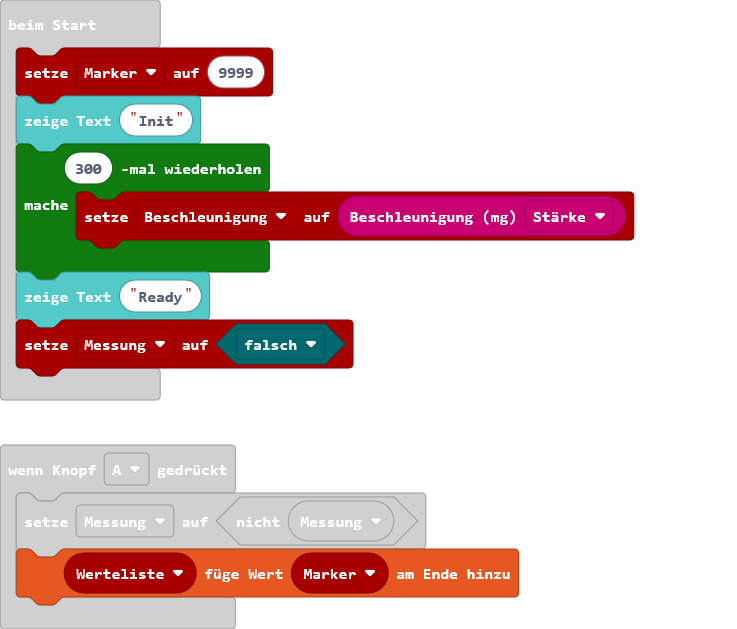 beim Start
setze Marker auf 9999
zeige Text "Init"
300 -mal wiederholen
mache
setze Beschleunigung auf Beschleunigung (mg) Stärke
zeige Text "Ready"
setze Messung auf falsch
wenn Knopf A gedrückt
setze Messung auf nicht Messung
Werteliste füge Wert Marker am Ende hinzu